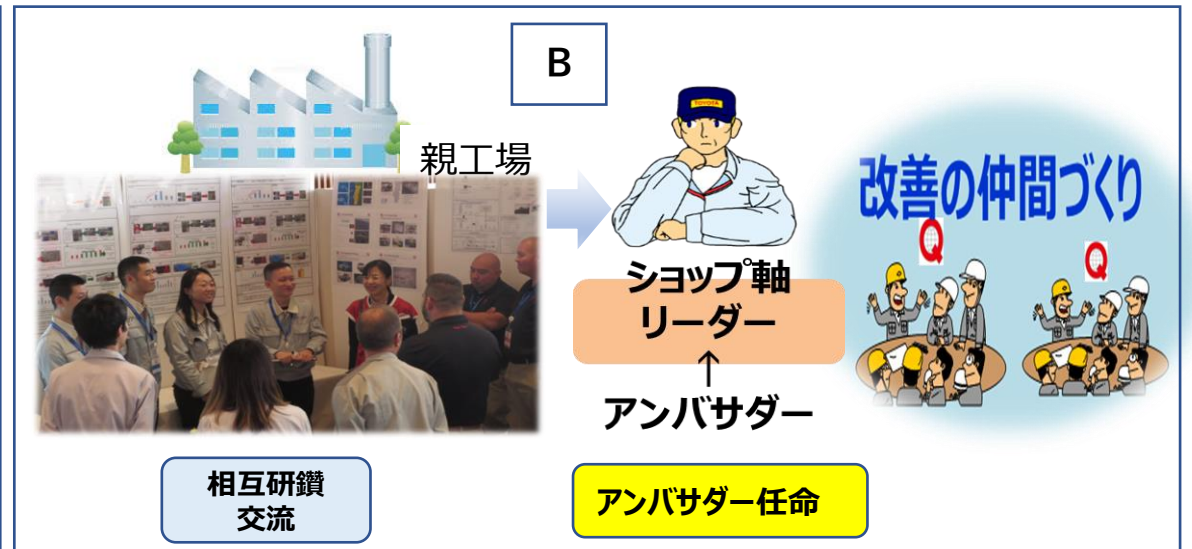 B
親工場
TOYOTA
改善の仲間づくり
Q
Q
ショップ軸
リーダー
↑
アンバサダー
相互研鑽
交流
アンバサダー任命